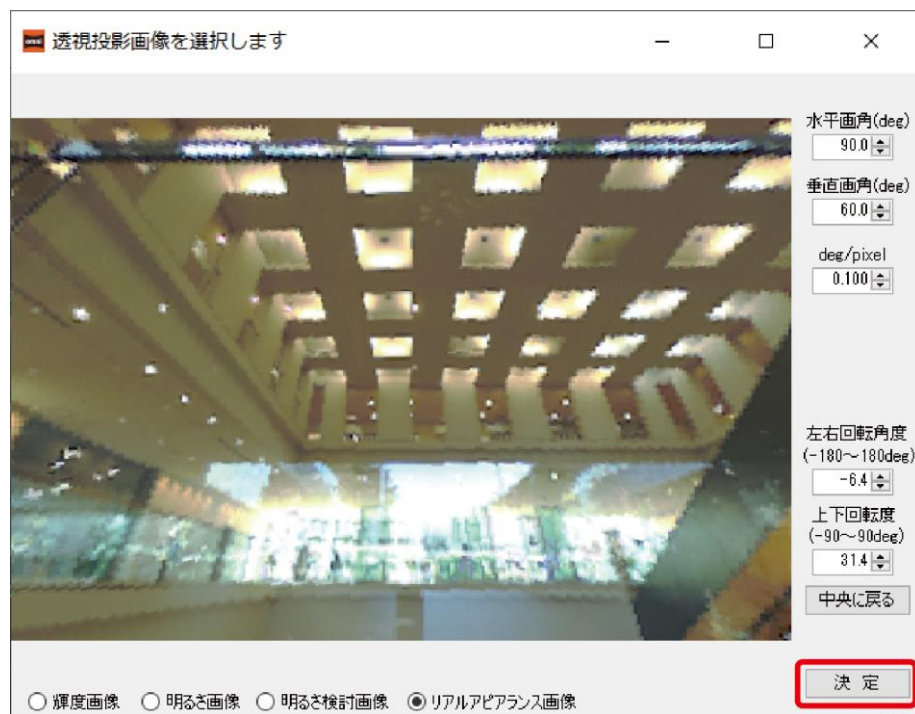 透視投影画像を選択します
水平画角(deg)
90.0
垂直画角(deg)
60.0
deg/pixel
0.100
左右回転角度
(-180～180deg)
-6.4
上下回転度
(-90～90deg)
31.4
中央に戻る
決 定
輝度画像 明るさ画像 明るさ検討画像 リアルアピアランス画像